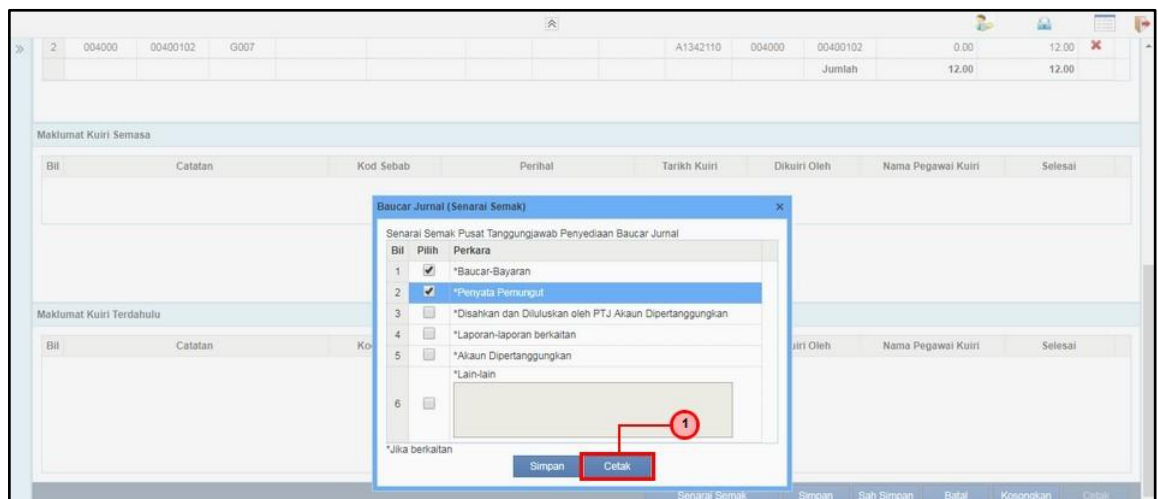 2 004000 00400102 G007 A1342110 004000 00400102 0.00 12.00
Jumlah 12.00 12.00
Maklumat Kuiri Semasa
Bil Catatan Kod Sebab Perihal Tarikh Kuiri Dikuiri Oleh Nama Pegawai Kuiri Selesai
Baucar Jurnal (Senarai Semak)
Senarai Semak Pusat Tanggungjawab Penyediaan Baucar Jurnal
Bil Pilih Perkara
1 *Baucar-Bayaran
2 *Penyata Pemungut
3 *Disahkan dan Diluluskan oleh PTJ Akaun Dipertanggungkan
4 *Laporan-laporan berkaitan
5 *Akaun Dipertanggungkan
*Lain-lain
6
1
*Jika berkaitan
Simpan Cetak
Maklumat Kuiri Terdahulu
Bil Catatan Ko uiri Oleh Nama Pegawai Kuiri Selesai
Senarai Semak Simpan Sah Simpan Batal Kosongkan Cetak